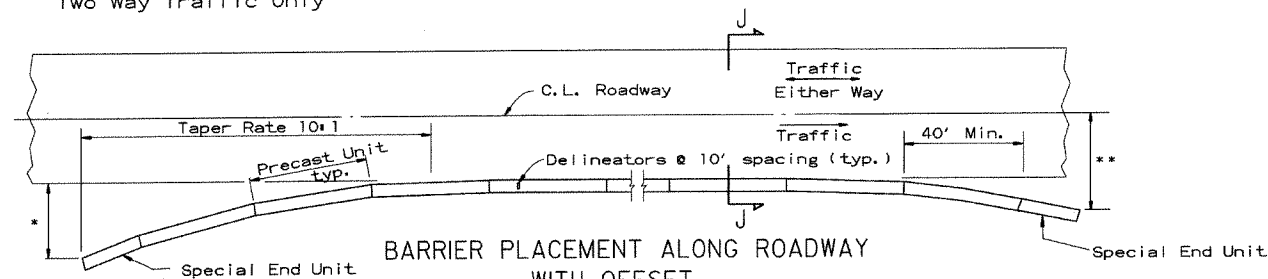 Two Way Traffic Only
J
Traffic
C.L. Roadway
Either Way
Taper Rate 10:1
Traffic
40' Min.
Precast Unit
typ.
Delineators @ 10' spacing (typ.)
*
**
J
BARRIER PLACEMENT ALONG ROADWAY
Special End Unit
Special End Unit
WITH OFFSET